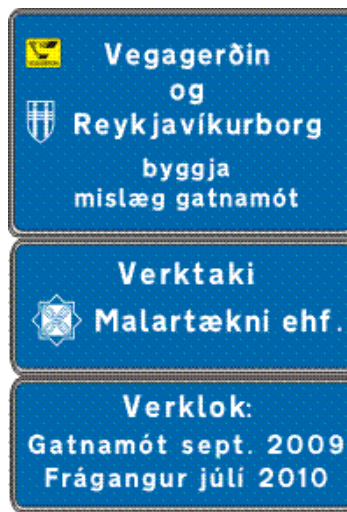 Vegagerðin
og
Reykjavíkurborg
byggja
mislæg gatnamót
Verktaki
Malartækni ehf.
Verklok:
Gatnamót sept. 2009
Frágangur júlí 2010